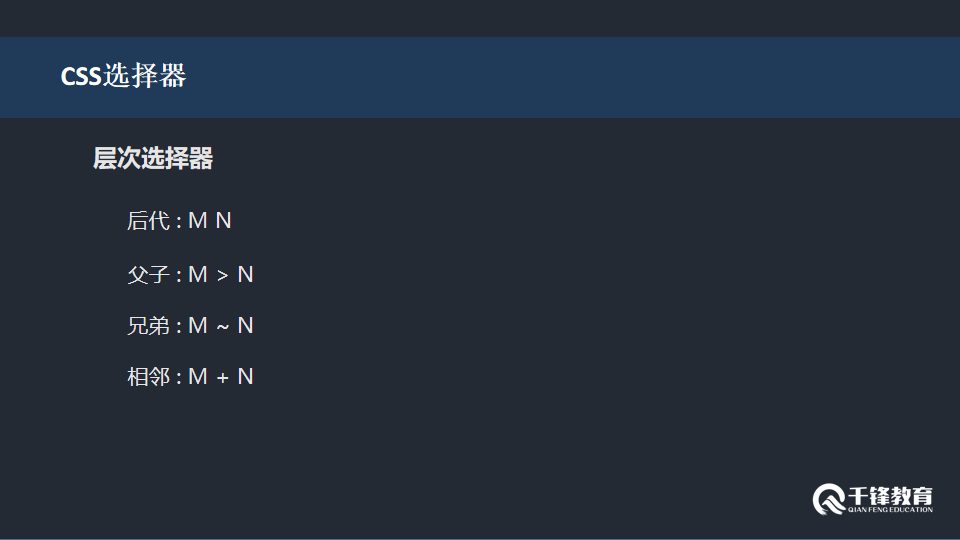 CSS选择器
层次选择器
后代 : M N
父子 : M > N
兄弟 : M ~ N
相邻 : M + N
千锋教育
QIAN FENG EDUCATION